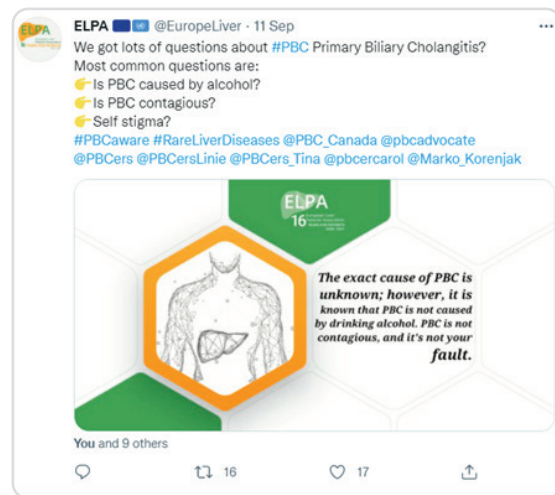 ELPA @EuropeLiver · 11 Sep
We got lots of questions about #PBC Primary Biliary Cholangitis?
Most common questions are:
👉Is PBC caused by alcohol?
👉Is PBC contagious?
👉Self stigma?
#PBCaware #RareLiverDiseases @PBC_Canada @pbcadvocate
@PBCers @PBCersLinie @PBCers_Tina @pbcercarol @Marko_Korenjak
ELPA
16
The exact cause of PBC is
unknown; however, it is
known that PBC is not caused
by drinking alcohol. PBC is not
contagious, and it's not your
fault.
You and 9 others
16 17